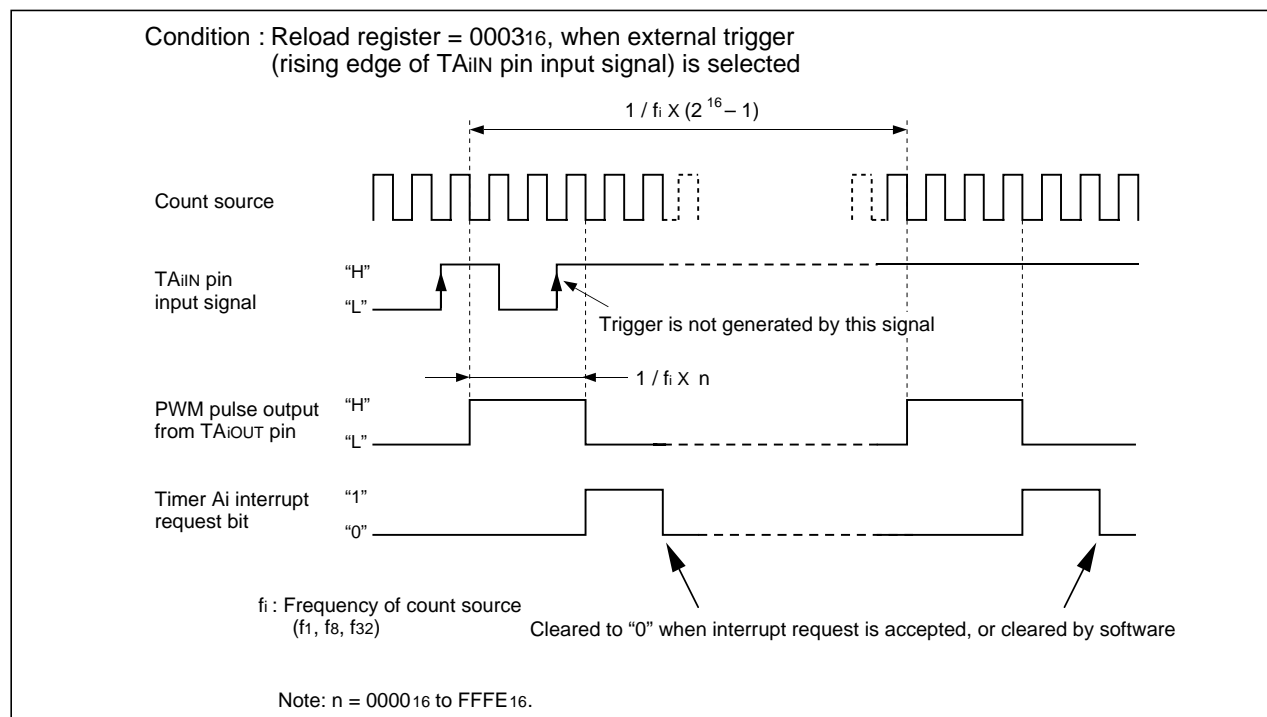 Condition : Reload register = 000316, when external trigger
(rising edge of TAiIN pin input signal) is selected
1 / fi X (2 16 – 1)
Count source
TAiIN pin
input signal
“H”
“L”
Trigger is not generated by this signal
1 / fi X n
PWM pulse output
from TAiOUT pin
“H”
“L”
Timer Ai interrupt
request bit
“1”
“0”
fi : Frequency of count source
(f1, f8, f32)
Cleared to “0” when interrupt request is accepted, or cleared by software
Note: n = 000016 to FFFE16.